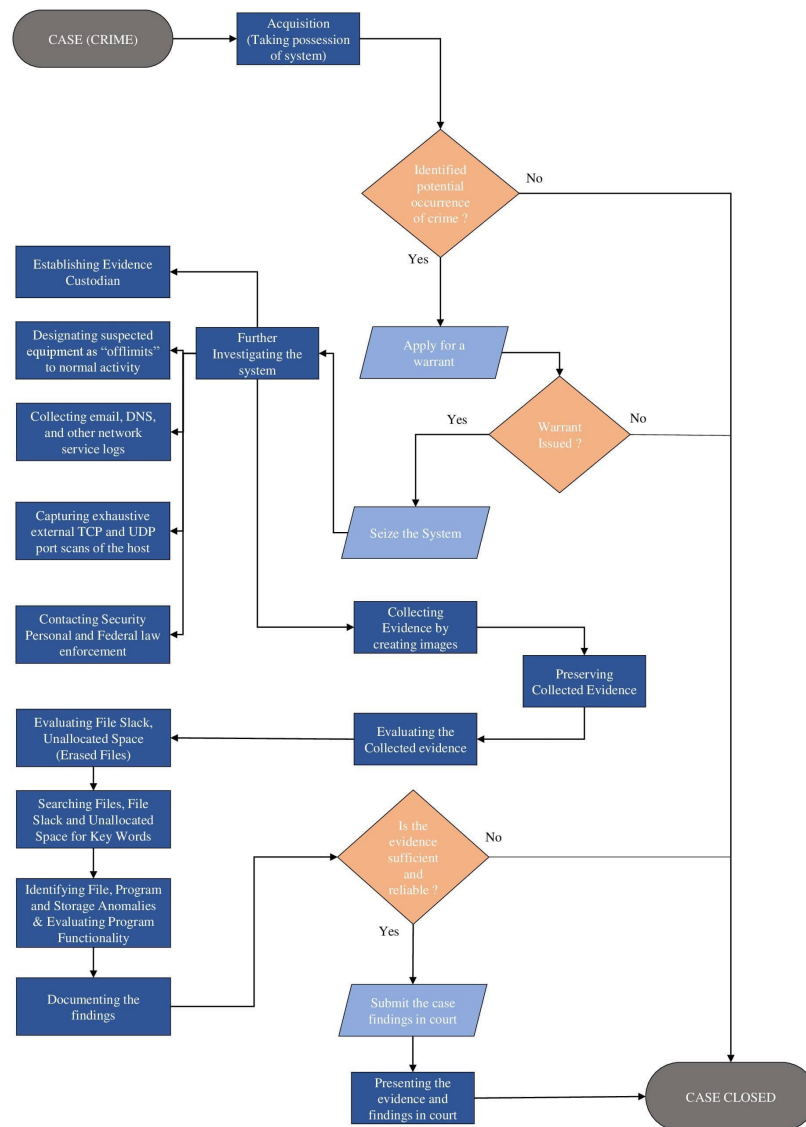 CASE (CRIME)
Acquisition
(Taking possession
of system)
Identified
potential
occurrence
of crime ?
No
Yes
Establishing Evidence
Custodian
Designating suspected
equipment as “offlimits”
to normal activity
Further
Investigating the
system
Apply for a
warrant
Collecting email, DNS,
and other network
service logs
Yes
Warrant
Issued ?
No
Capturing exhaustive
external TCP and UDP
port scans of the host
Seize the System
Contacting Security
Personal and Federal law
enforcement
Collecting
Evidence by
creating images
Preserving
Collected Evidence
Evaluating File Slack,
Unallocated Space
(Erased Files)
Evaluating the
Collected evidence
Searching Files, File
Slack and Unallocated
Space for Key Words
Is the
evidence
sufficient
and
reliable ?
No
Identifying File, Program
and Storage Anomalies
& Evaluating Program
Functionality
Yes
Documenting the
findings
Submit the case
findings in court
Presenting the
evidence and
findings in court
CASE CLOSED